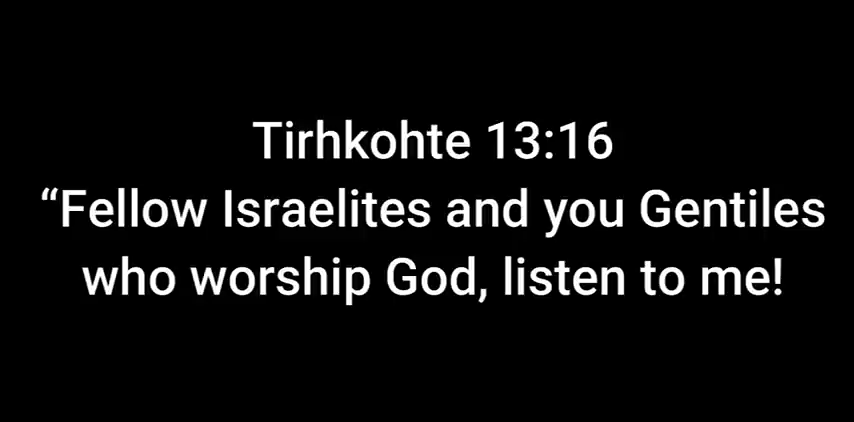 Tirhkohte 13:16
“Fellow Israelites and you Gentiles
who worship God, listen to me!